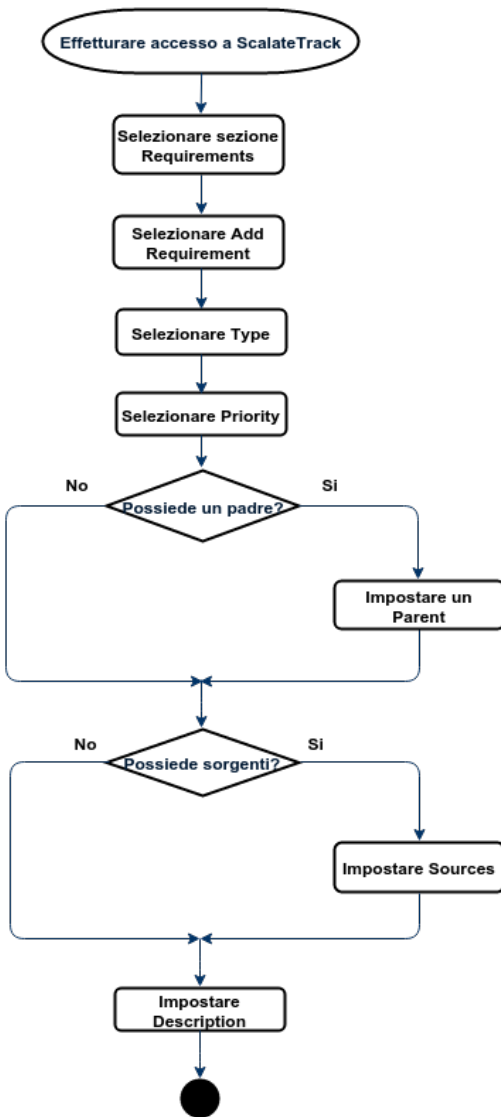 Effetturare accesso a ScalateTrack
Selezionare sezione
Requirements
Selezionare Add
Requirement
Selezionare Type
Selezionare Priority
No
Si
Possiede un padre?
Impostare un
Parent
No
Si
Possiede sorgenti?
Impostare Sources
Impostare
Description